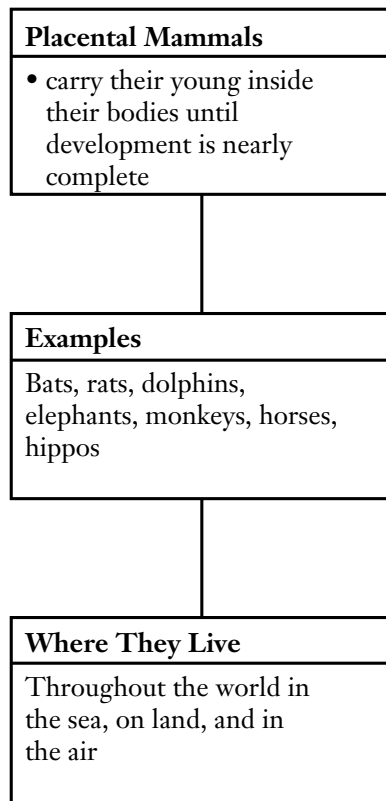 Placental Mammals
• carry their young inside
their bodies until
development is nearly
complete
Examples
Bats, rats, dolphins,
elephants, monkeys, horses,
hippos
Where They Live
Throughout the world in
the sea, on land, and in
the air